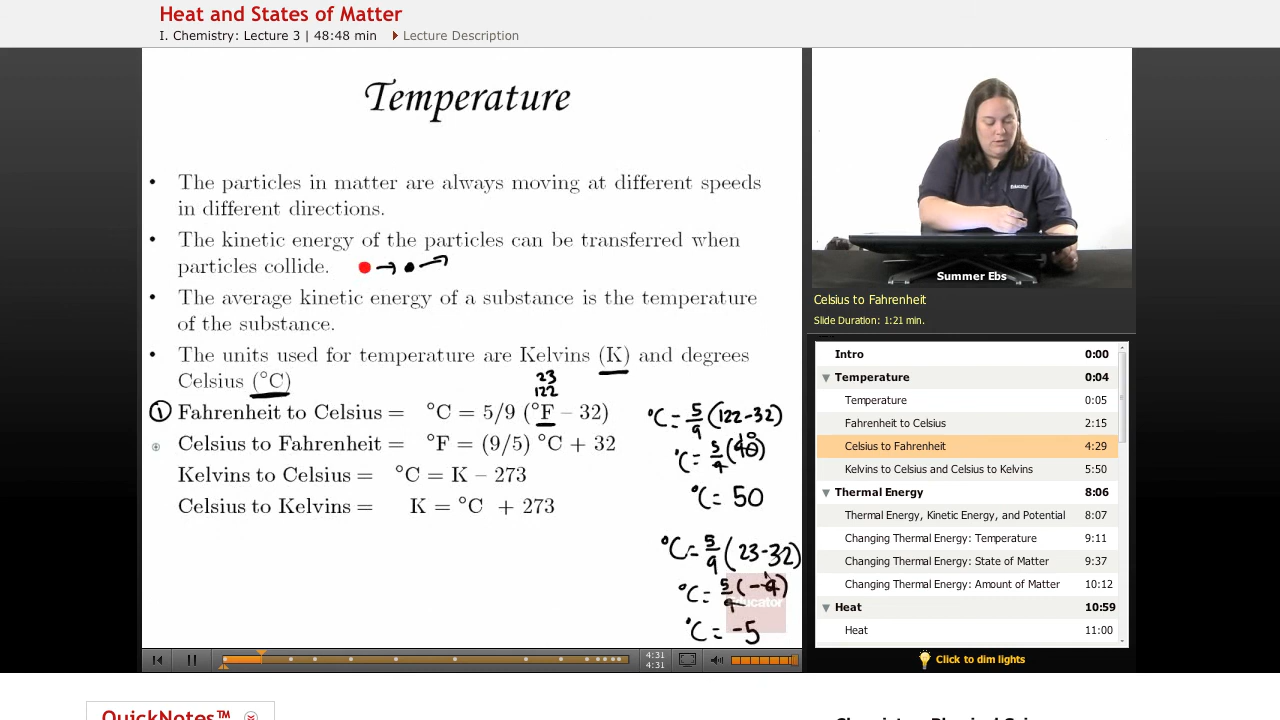 Heat and States of Matter
I. Chemistry: Lecture 3 | 48:48 min Lecture Description
Temperature
• The particles in matter are always moving at different speeds
in different directions.
• The kinetic energy of the particles can be transferred when
particles collide.
• The average kinetic energy of a substance is the temperature
of the substance.
• The units used for temperature are Kelvins (K) and degrees
Celsius (°C)
23
122
① Fahrenheit to Celsius = °C = 5/9 (°F – 32)
Celsius to Fahrenheit = °F = (9/5) °C + 32
Kelvins to Celsius = °C = K – 273
Celsius to Kelvins = K = °C + 273
°C = 5/9 (122-32)
°C = 5/9 (90)
°C = 50
°C = 5/9 (23-32)
°C = 5/9 (-9)
°C = -5
Educator
4:31
4:31
Summer Ebs
Celsius to Fahrenheit
Slide Duration: 1:21 min.
Intro 0:00
Temperature 0:04
Temperature 0:05
Fahrenheit to Celsius 2:15
Celsius to Fahrenheit 4:29
Kelvins to Celsius and Celsius to Kelvins 5:50
Thermal Energy 8:06
Thermal Energy, Kinetic Energy, and Potential 8:07
Changing Thermal Energy: Temperature 9:11
Changing Thermal Energy: State of Matter 9:37
Changing Thermal Energy: Amount of Matter 10:12
Heat 10:59
Heat 11:00
Click to dim lights
QuickNotes™